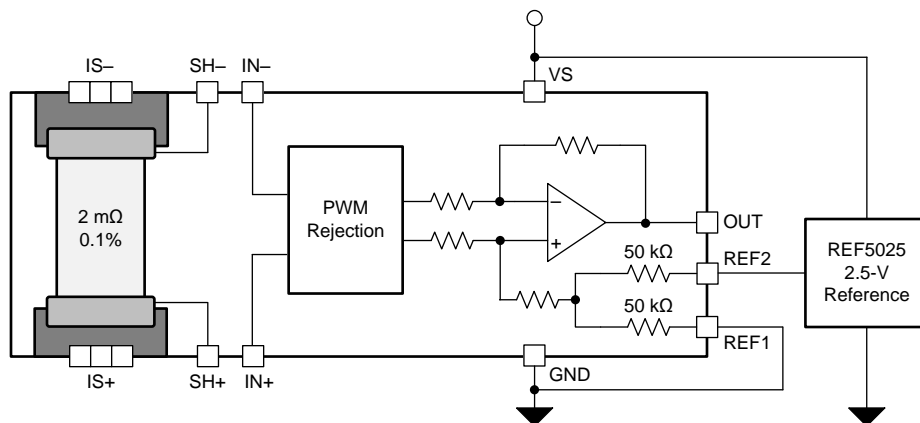 IS–
SH–
IN–
VS
2 mΩ
0.1%
PWM
Rejection
–
+
OUT
50 kΩ
REF2
50 kΩ
REF1
REF5025
2.5-V
Reference
IS+
SH+
IN+
GND